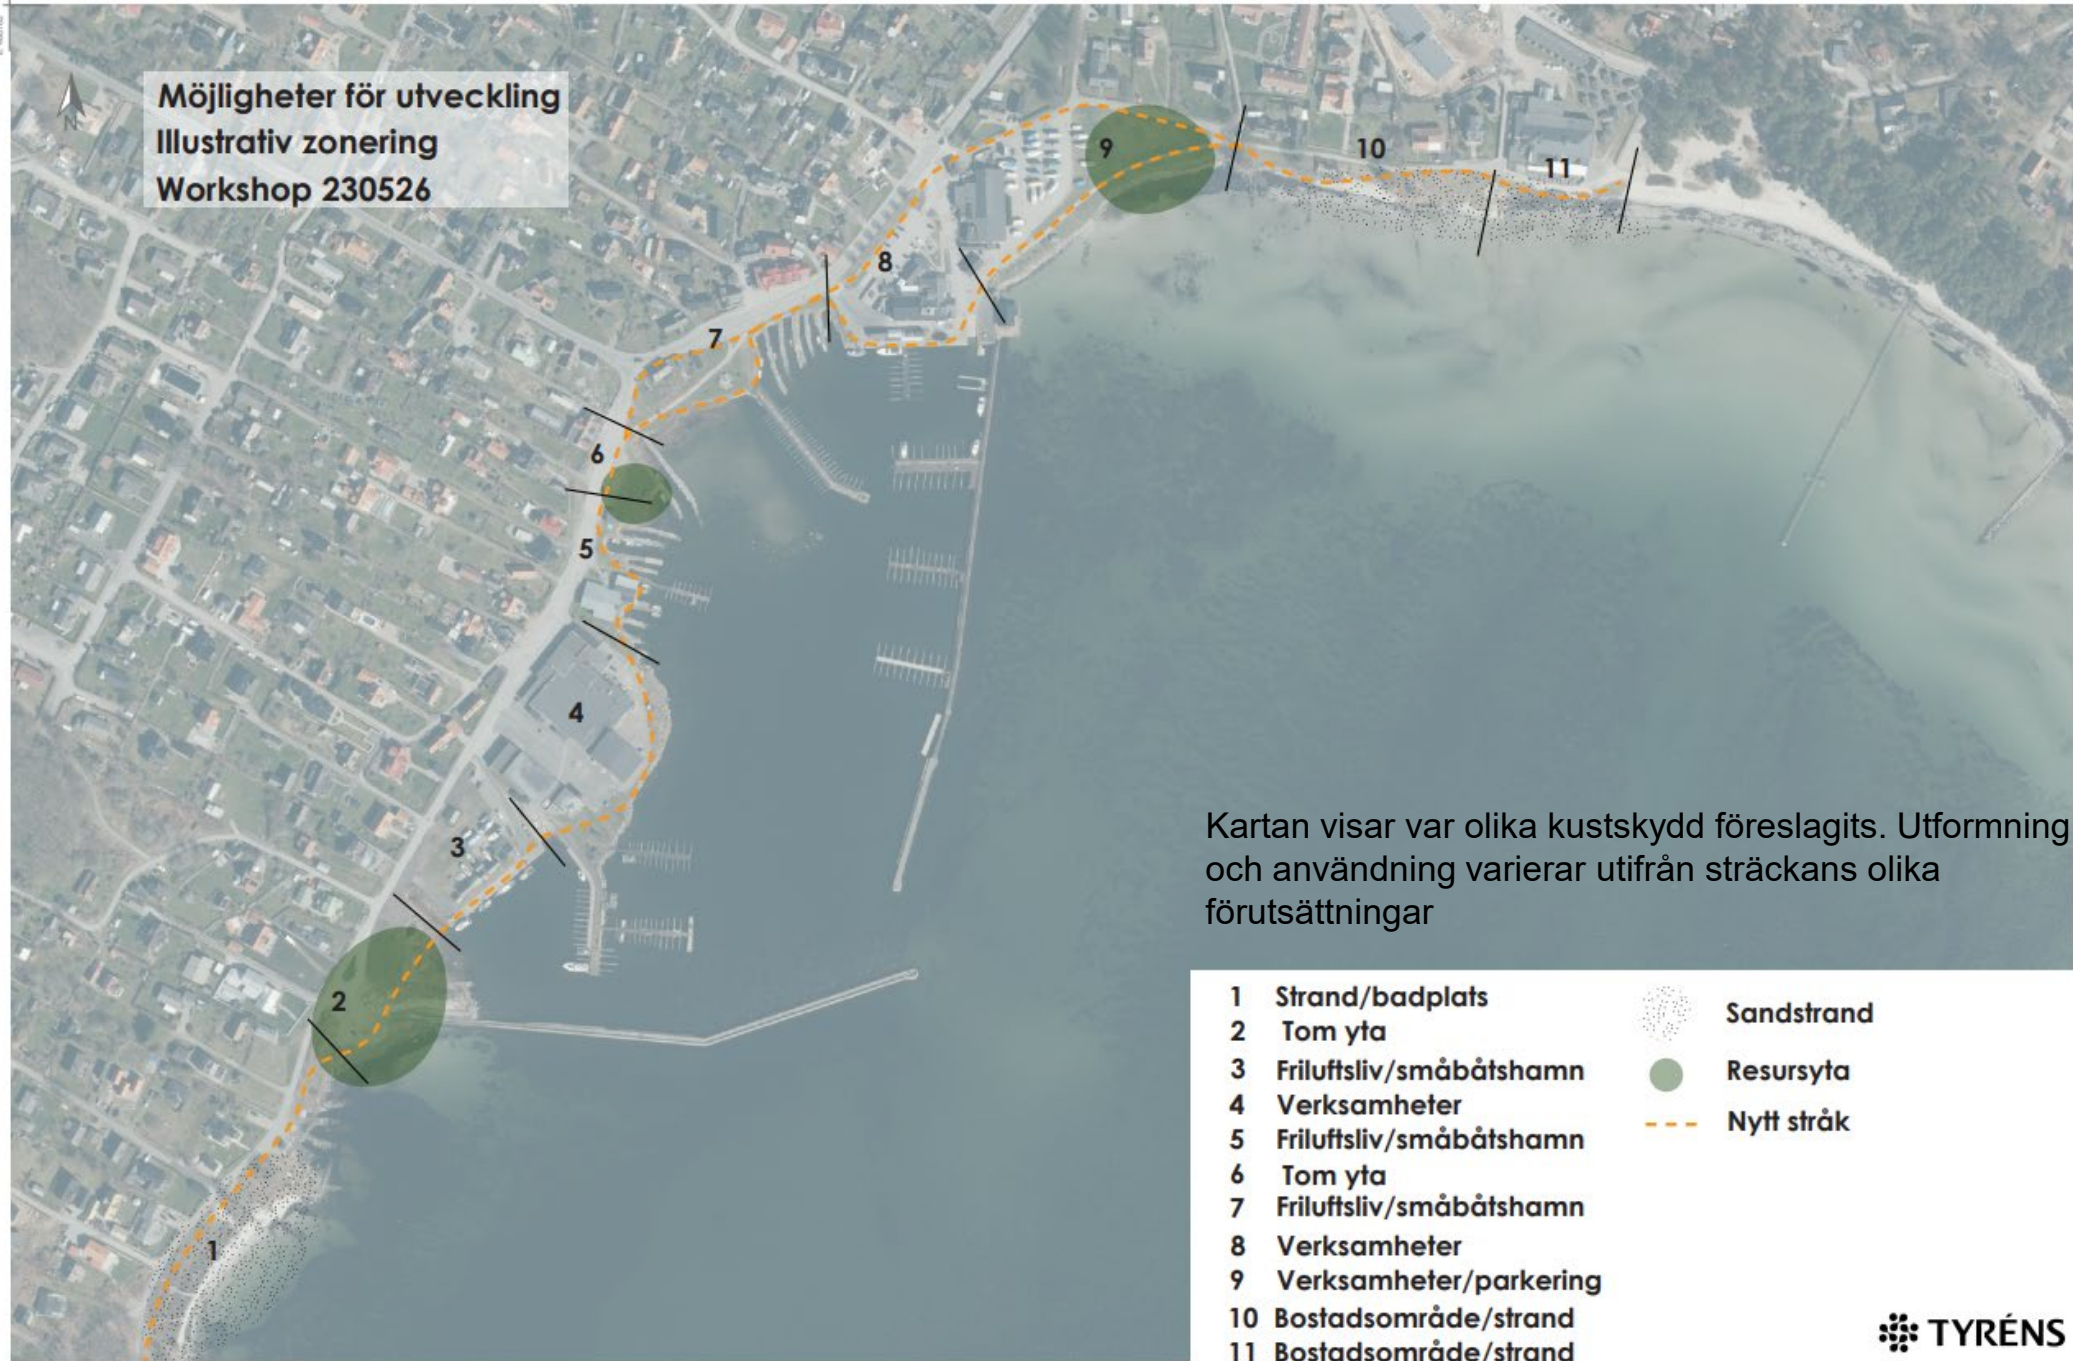 Möjligheter för utveckling
Illustrativ zonering
Workshop 230526
N
9
10
11
8
7
6
5
4
3
2
1
Kartan visar var olika kustskydd föreslagits. Utformning
och användning varierar utifrån sträckans olika
förutsättningar
1 Strand/badplats
2 Tom yta
3 Friluftsliv/småbåtshamn
4 Verksamheter
5 Friluftsliv/småbåtshamn
6 Tom yta
7 Friluftsliv/småbåtshamn
8 Verksamheter
9 Verksamheter/parkering
10 Bostadsområde/strand
11 Bostadsområde/strand
Sandstrand
Resursyta
Nytt stråk
TYRÉNS